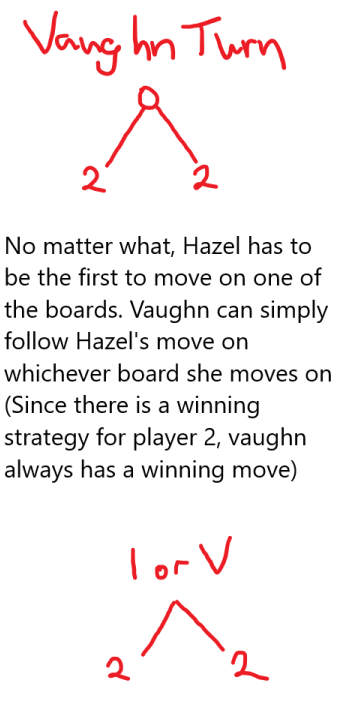 Vaughn Turn
2 2
No matter what, Hazel has to
be the first to move on one of
the boards. Vaughn can simply
follow Hazel's move on
whichever board she moves on
(Since there is a winning
strategy for player 2, vaughn
always has a winning move)
1 or V
2 2